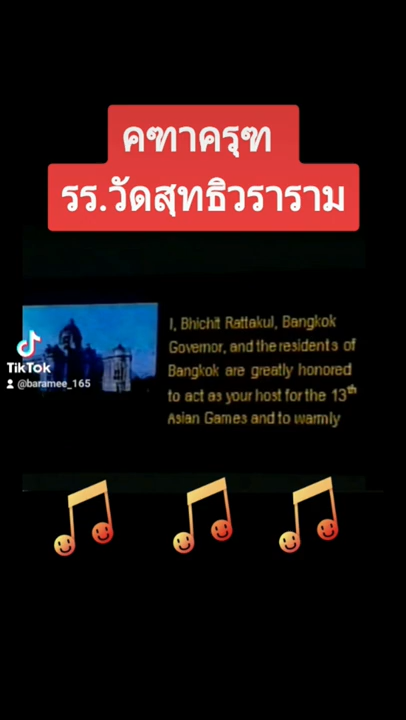 คฑาครุฑ
รร.วัดสุทธิวราราม
I, Bhichit Rattakul, Bangkok
Governor, and the residents of
Bangkok are greatly honored
to act as your host for the 13th
Asian Games and to warmly
TikTok
@baramee_165